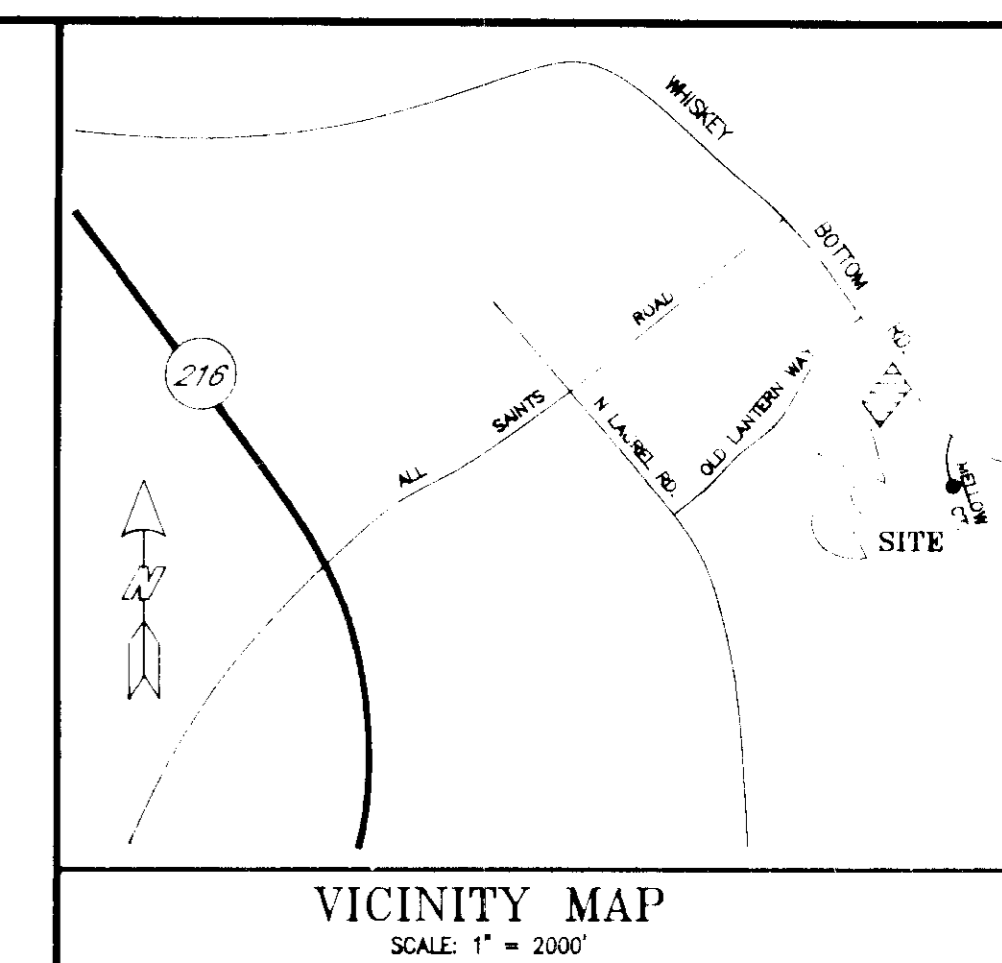 WHISKEY
BOTTOM
RD.
ROAD
216
SAINTS
ALL
N LAUREL RD.
OLD LANTERN WAY
MELLOW
CT.
SITE
N
VICINITY MAP
SCALE: 1" = 2000'